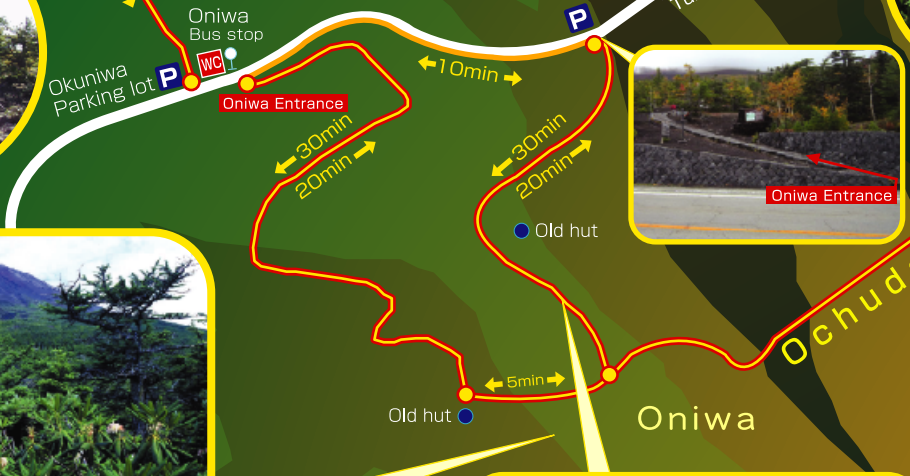 Oniwa
Bus stop
P
WC
P
Okuniwa
Parking lot
Oniwa Entrance
10min
30min
20min
30min
20min
Oniwa Entrance
Old hut
5min
Old hut
Oniwa